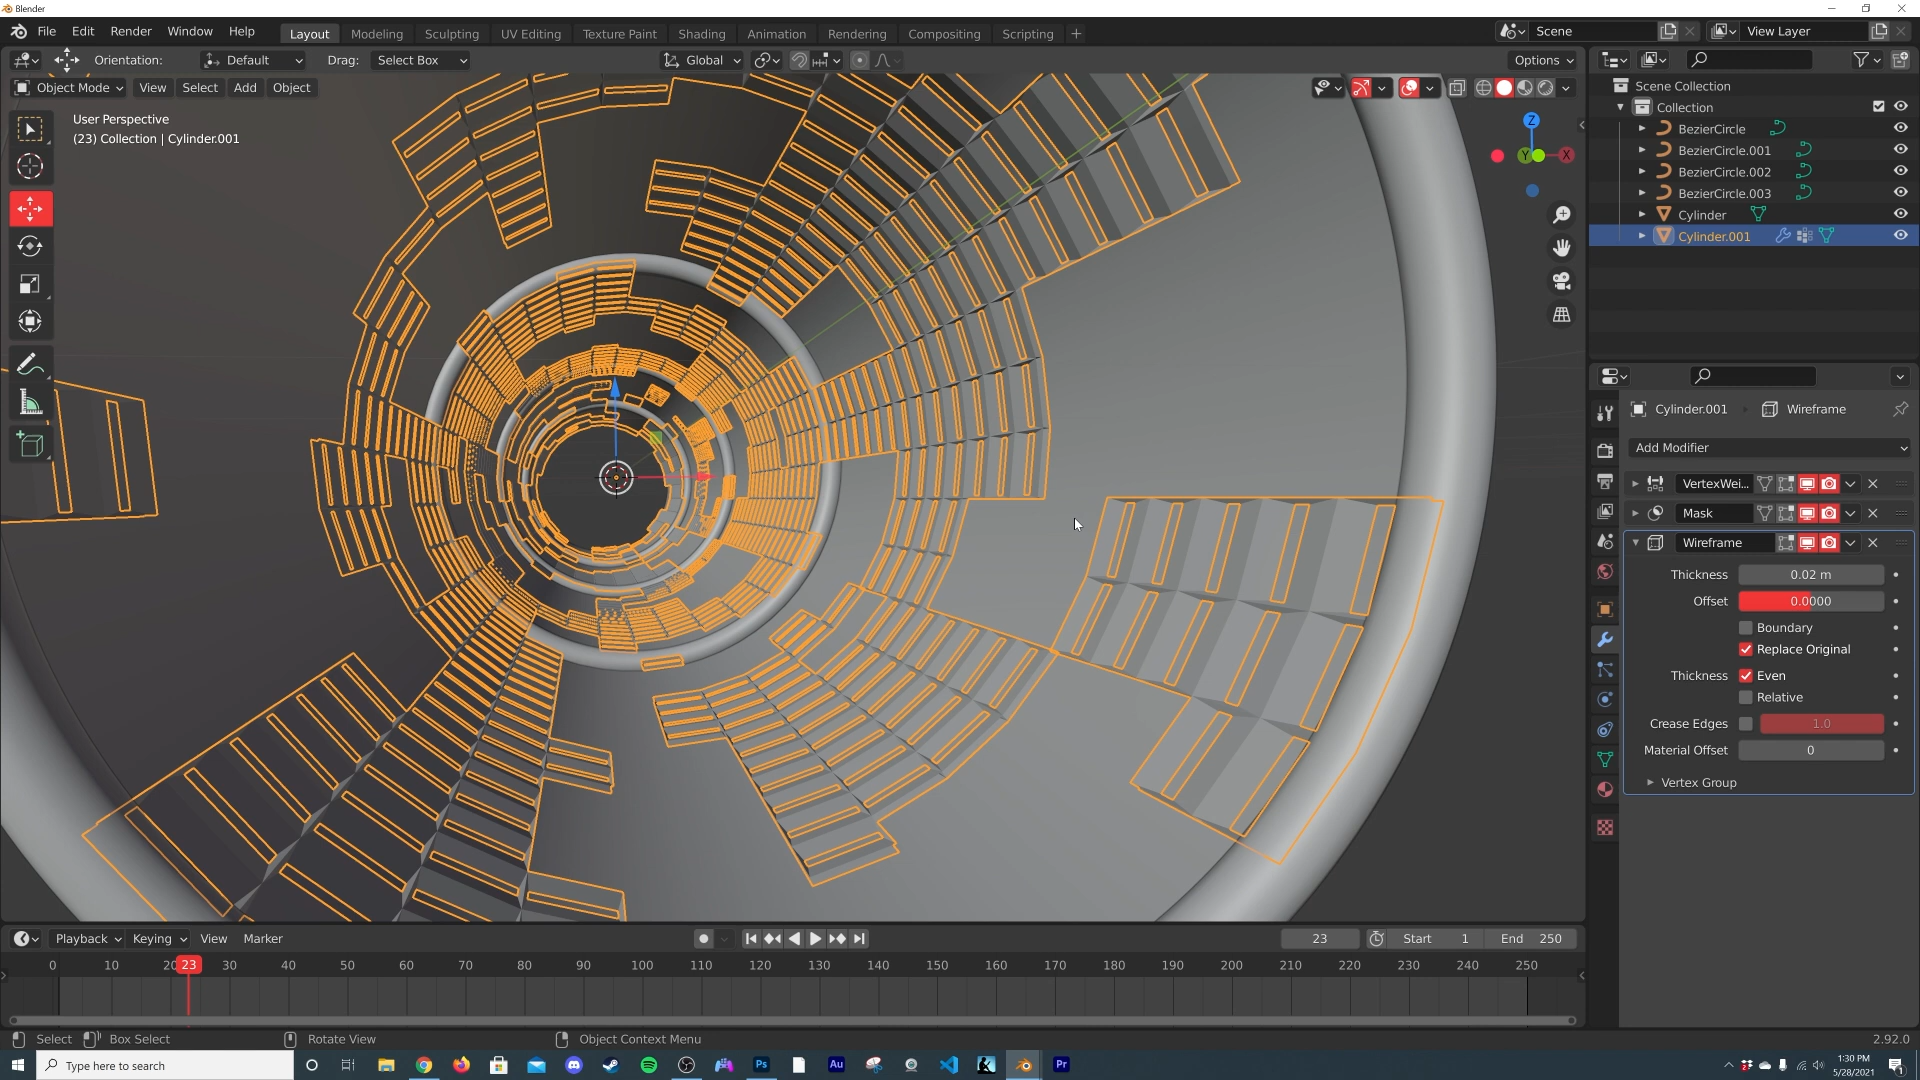 Blender
File Edit Render Window Help
Layout Modeling Sculpting UV Editing Texture Paint Shading Animation Rendering Compositing Scripting +
Scene
View Layer
Orientation: Default Drag: Select Box
Global
Options
Object Mode View Select Add Object
User Perspective
(23) Collection | Cylinder.001
Z
Y
X
Scene Collection
Collection
BezierCircle
BezierCircle.001
BezierCircle.002
BezierCircle.003
Cylinder
Cylinder.001
Cylinder.001 Wireframe
Add Modifier
VertexWei...
Mask
Wireframe
Thickness 0.02 m
Offset 0.0000
Boundary
Replace Original
Thickness Even
Relative
Crease Edges 1.0
Material Offset 0
Vertex Group
Playback Keying View Marker
23 Start 1 End 250
0 10 20 23 30 40 50 60 70 80 90 100 110 120 130 140 150 160 170 180 190 200 210 220 230 240 250
Select Box Select Rotate View Object Context Menu
2.92.0
Type here to search
Ps
Au
Pr
1:30 PM
5/28/2021